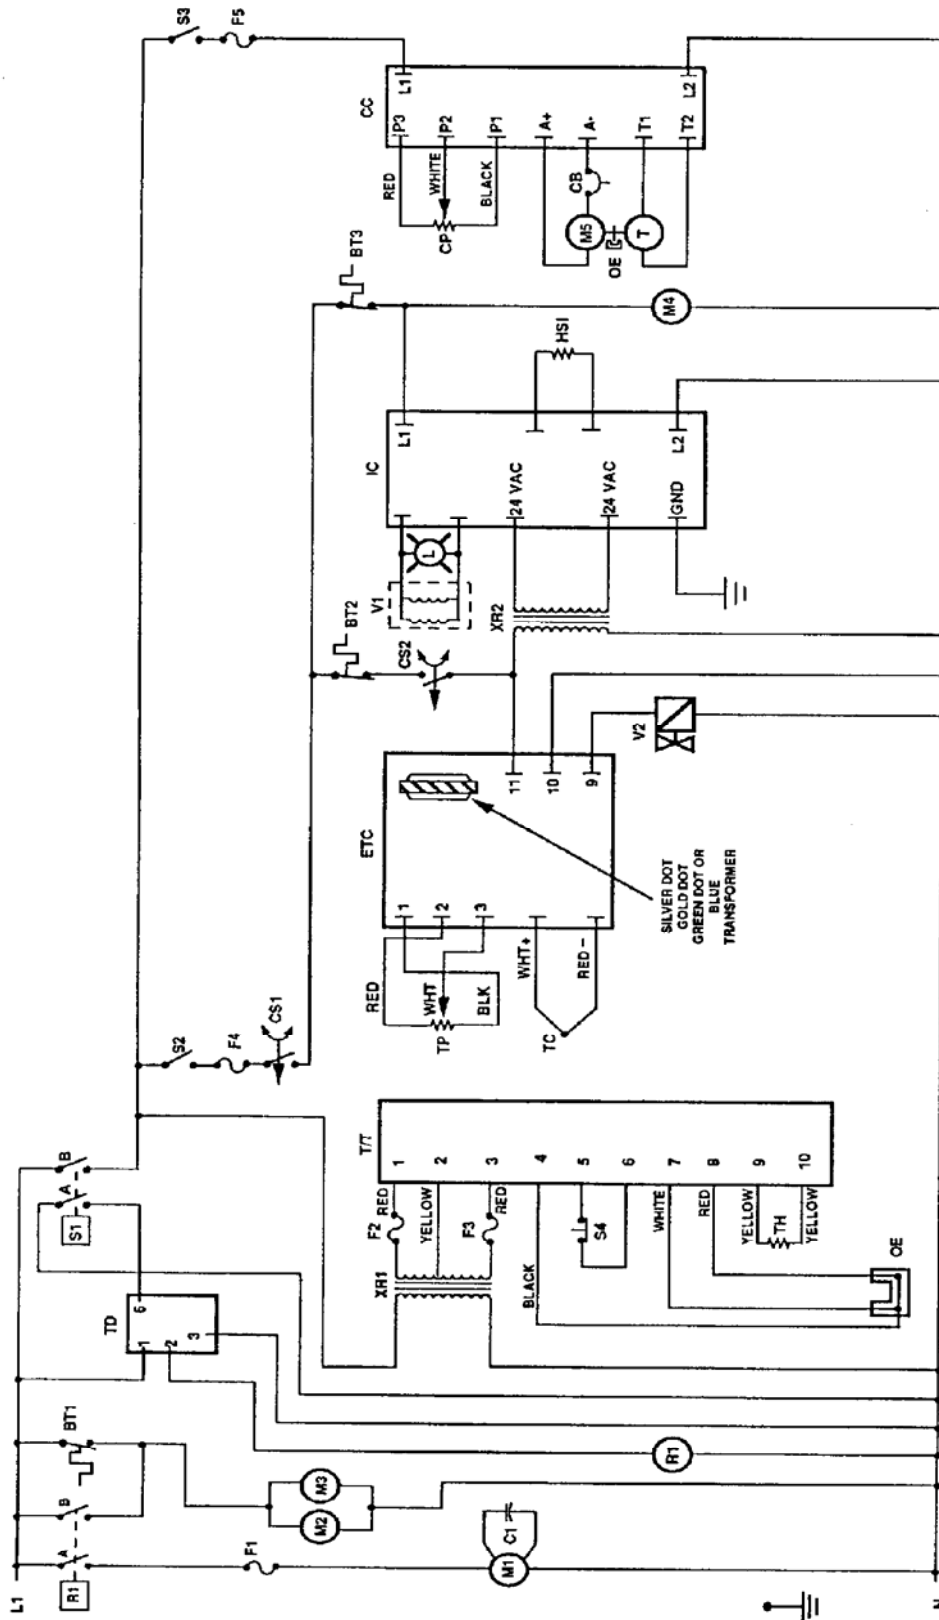 L1
R1
A
B
BT1
F1
M1
C1
M2
M3
R1
TD
1
2
3
6
S1
A
B
S2
F4
CS1
XR1
F2
F3
RED
YELLOW
RED
BLACK
S4
WHITE
RED
YELLOW
TH
YELLOW
OE
T/T
1
2
3
4
5
6
7
8
9
10
ETC
RED
WHT
TP
BLK
1
2
3
WHT+
RED -
TC
11
10
9
SILVER DOT
GOLD DOT
GREEN DOT OR
BLUE
TRANSFORMER
V2
BT2
CS2
V1
L
XR2
IC
L1
24 VAC
24 VAC
GND
L2
HSI
BT3
M4
S3
F5
CC
P3
P2
P1
A+
A-
T1
T2
L1
L2
RED
WHITE
BLACK
CP
CB
M5
OE
T